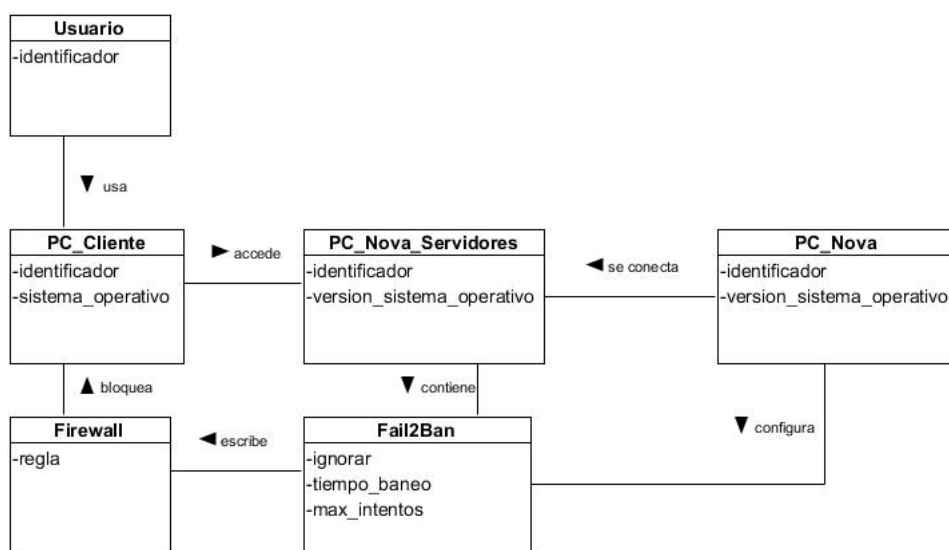 Usuario
-identificador
usa
PC_Cliente
-identificador
-sistema_operativo
accede
PC_Nova_Servidores
-identificador
-version_sistema_operativo
se conecta
PC_Nova
-identificador
-version_sistema_operativo
bloquea
contiene
configura
Firewall
-regla
escribe
Fail2Ban
-ignorar
-tiempo_baneo
-max_intentos